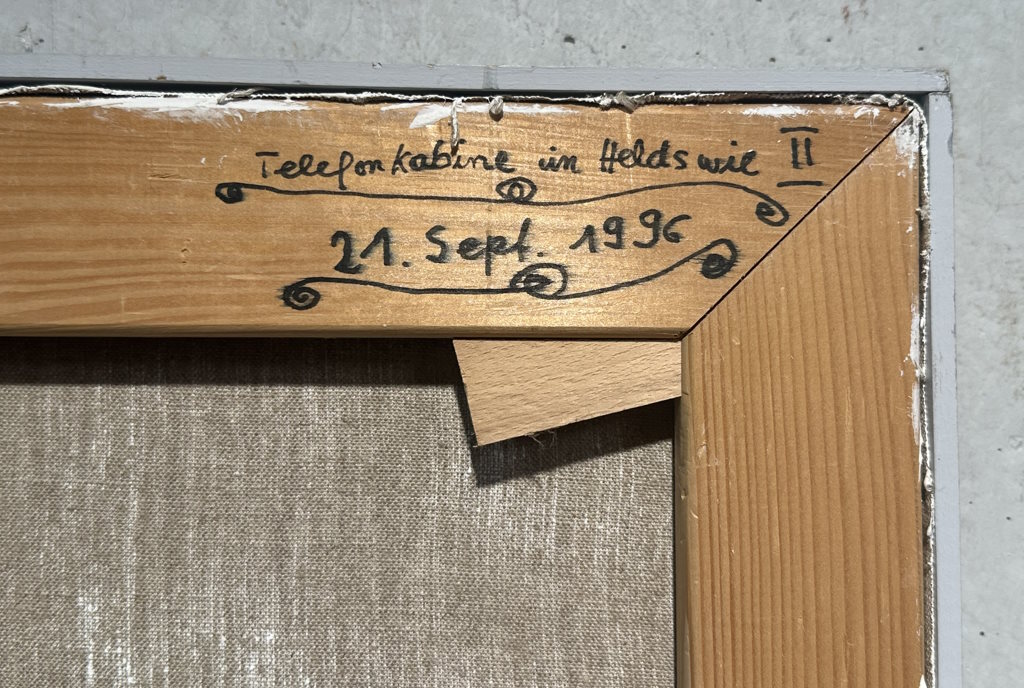 Telefonkabine in Heldswil II
21. Sept. 1996